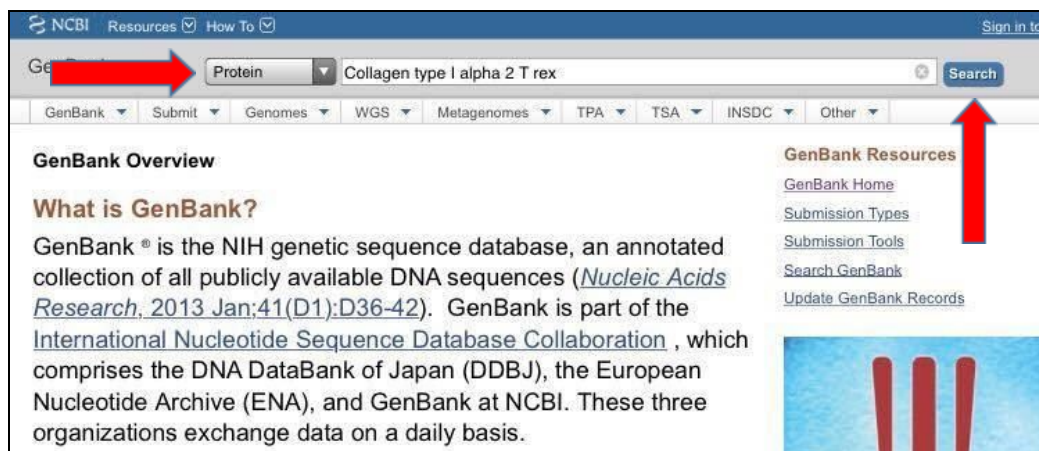 NCBI Resources How To Sign in to
Protein Collagen type I alpha 2 T rex Search
GenBank Submit Genomes WGS Metagenomes TPA TSA INSDC Other
GenBank Overview
What is GenBank?
GenBank ® is the NIH genetic sequence database, an annotated
collection of all publicly available DNA sequences (Nucleic Acids
Research, 2013 Jan;41(D1):D36-42). GenBank is part of the
International Nucleotide Sequence Database Collaboration , which
comprises the DNA DataBank of Japan (DDBJ), the European
Nucleotide Archive (ENA), and GenBank at NCBI. These three
organizations exchange data on a daily basis.
GenBank Resources
GenBank Home
Submission Types
Submission Tools
Search GenBank
Update GenBank Records